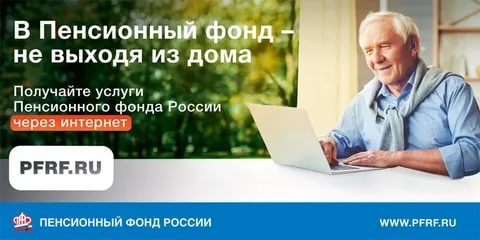 В Пенсионный фонд –
не выходя из дома
Получайте услуги
Пенсионного фонда России
через интернет
PFRF.RU
ПЕНСИОННЫЙ ФОНД РОССИИ
WWW.PFRF.RU